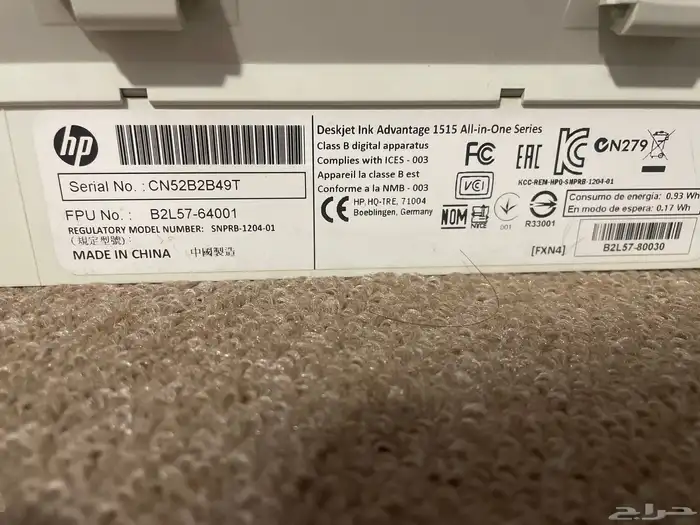 hp
Serial No. : CN52B2B49T
FPU No. : B2L57-64001
REGULATORY MODEL NUMBER: SNPRB-1204-01
(規定型號):
MADE IN CHINA 中國製造
Deskjet Ink Advantage 1515 All-in-One Series
Class B digital apparatus
Complies with ICES - 003
Appareil la classe B est
Conforme a la NMB - 003
CE HP, HQ-TRE, 71004
Boeblingen, Germany
FC EAC KC N279
KCC-REM-HPQ-SNPRB-1204-01
VCI
NOM NYCE 001 R33001
Consumo de energía: 0.93 Wh
En modo de espera: 0.17 Wh
[FXN4] B2L57-80030
حراج